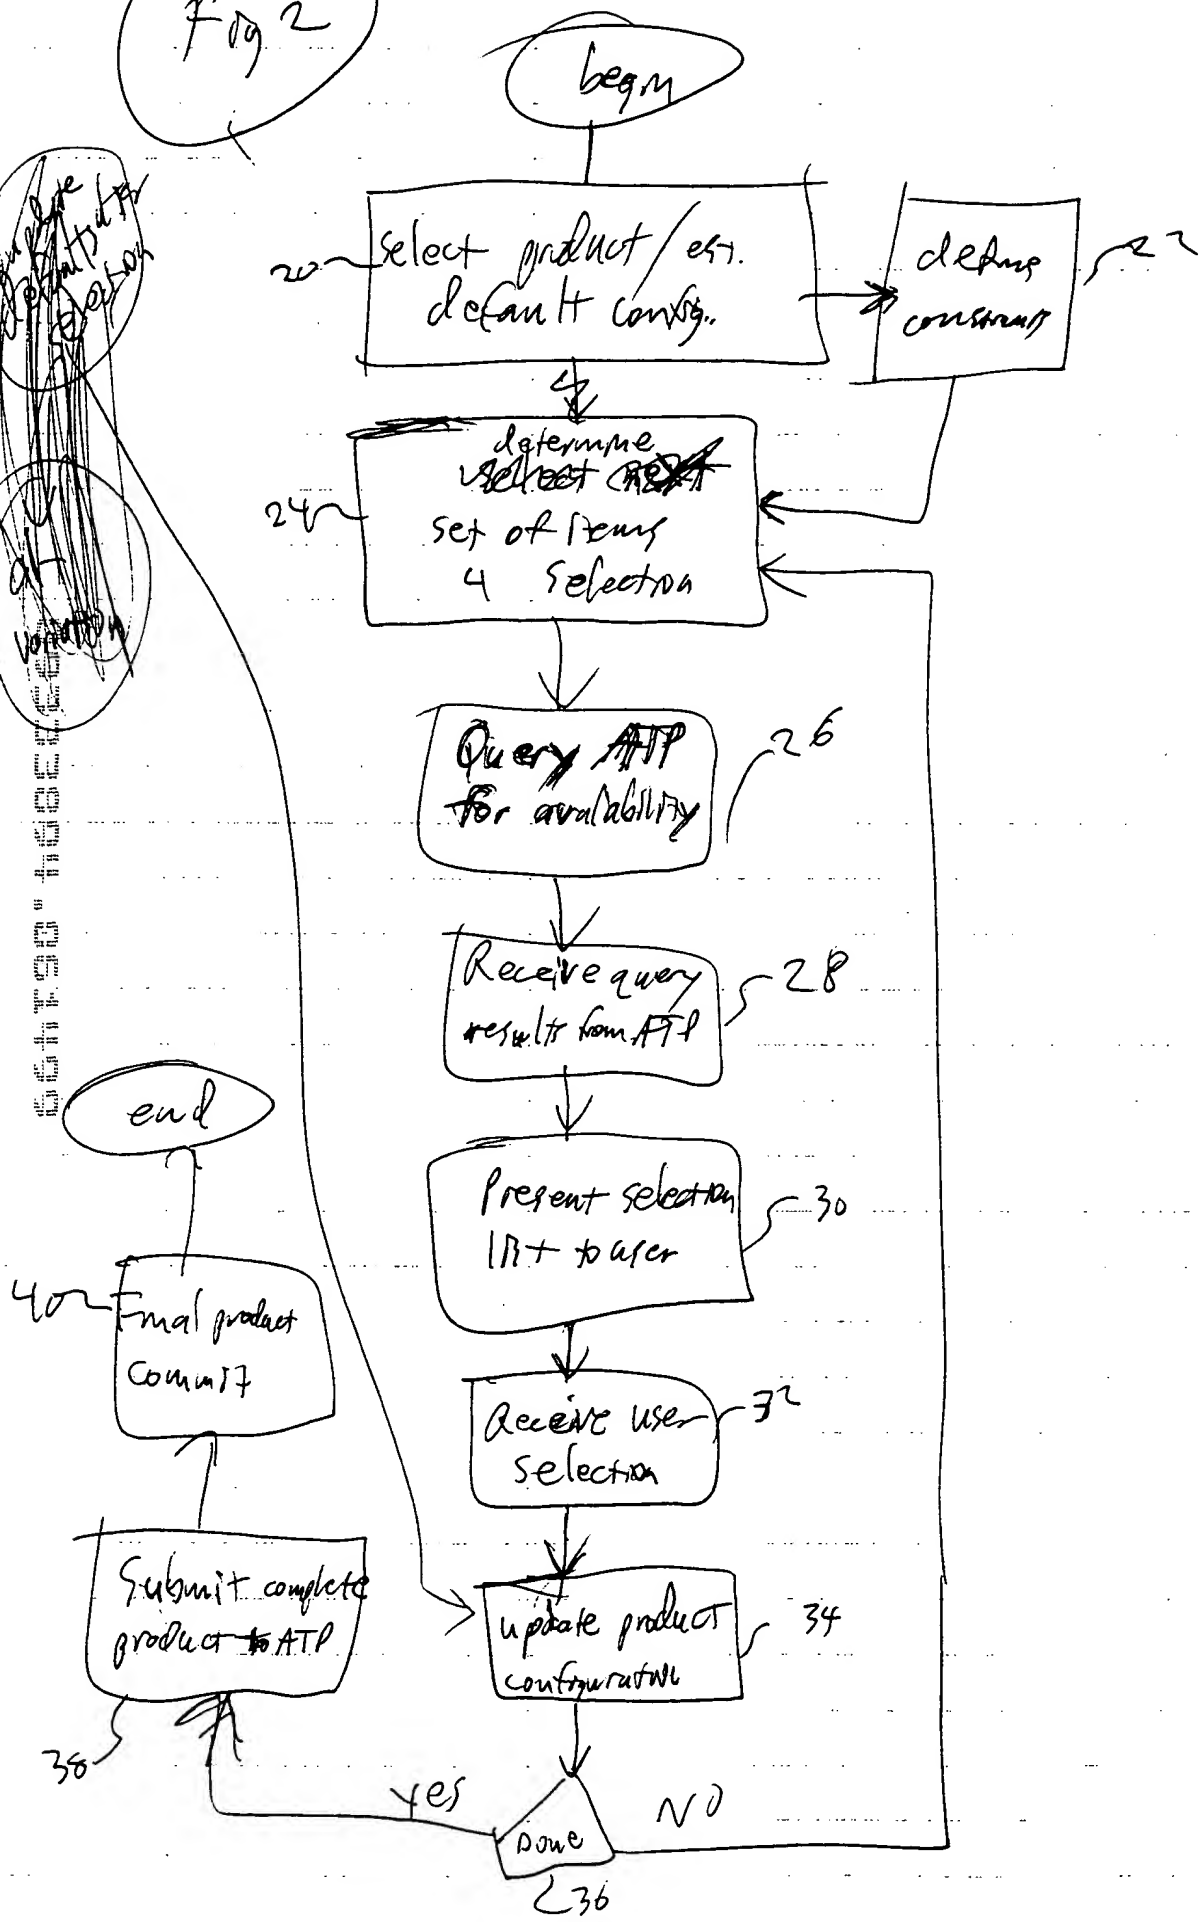 Fig 2
begin
20
select product / est.
default config.
define
constraints
22
determine
set of items
4 selection
24
Query ATP
for availability
26
Receive query
results from ATP
28
Present selection
list to user
30
Receive user
selection
32
update product
configuration
34
Done
36
Yes
NO
Submit complete
product to ATP
38
Final product
commit
40
end
variation